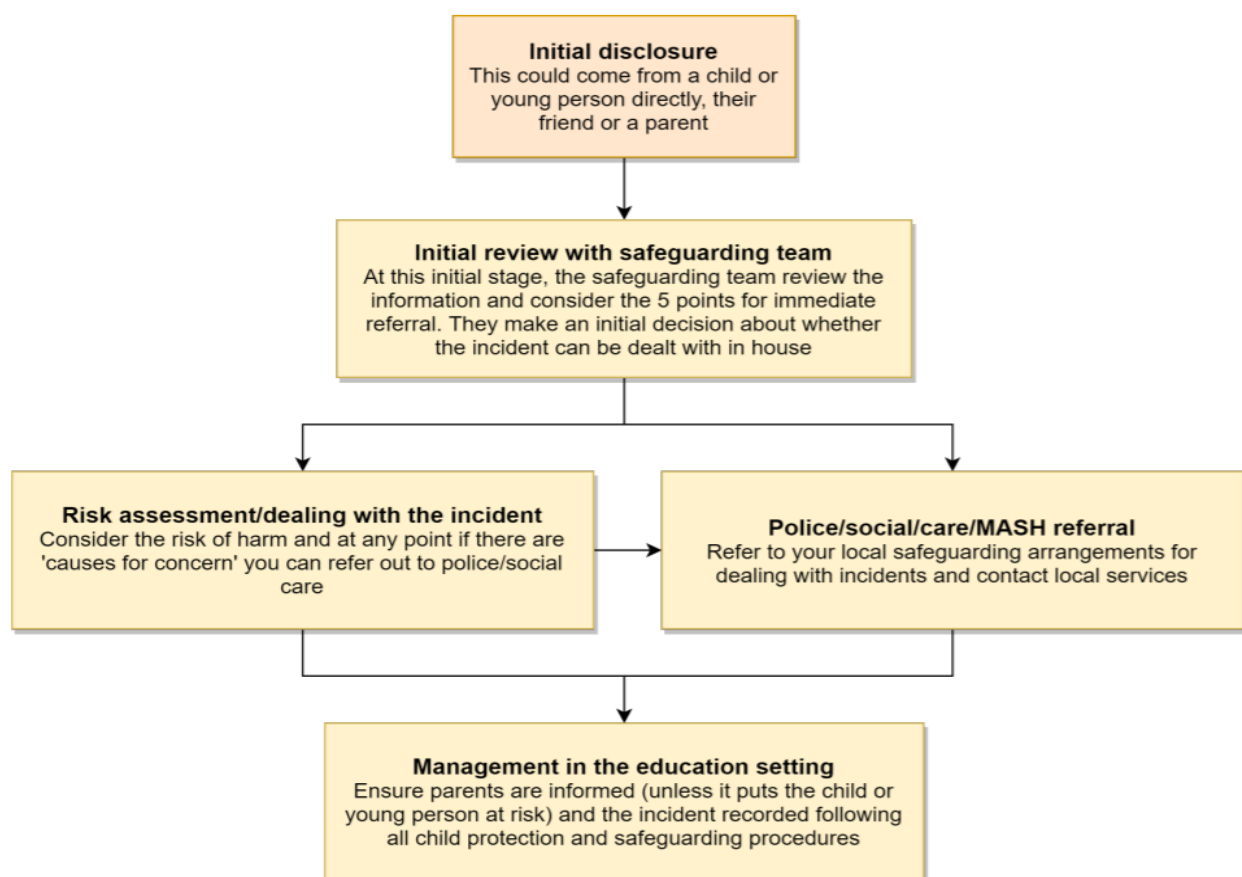 Initial disclosure
This could come from a child or
young person directly, their
friend or a parent
Initial review with safeguarding team
At this initial stage, the safeguarding team review the
information and consider the 5 points for immediate
referral. They make an initial decision about whether
the incident can be dealt with in house
Risk assessment/dealing with the incident
Consider the risk of harm and at any point if there are
'causes for concern' you can refer out to police/social
care
Police/social/care/MASH referral
Refer to your local safeguarding arrangements for
dealing with incidents and contact local services
Management in the education setting
Ensure parents are informed (unless it puts the child or
young person at risk) and the incident recorded following
all child protection and safeguarding procedures